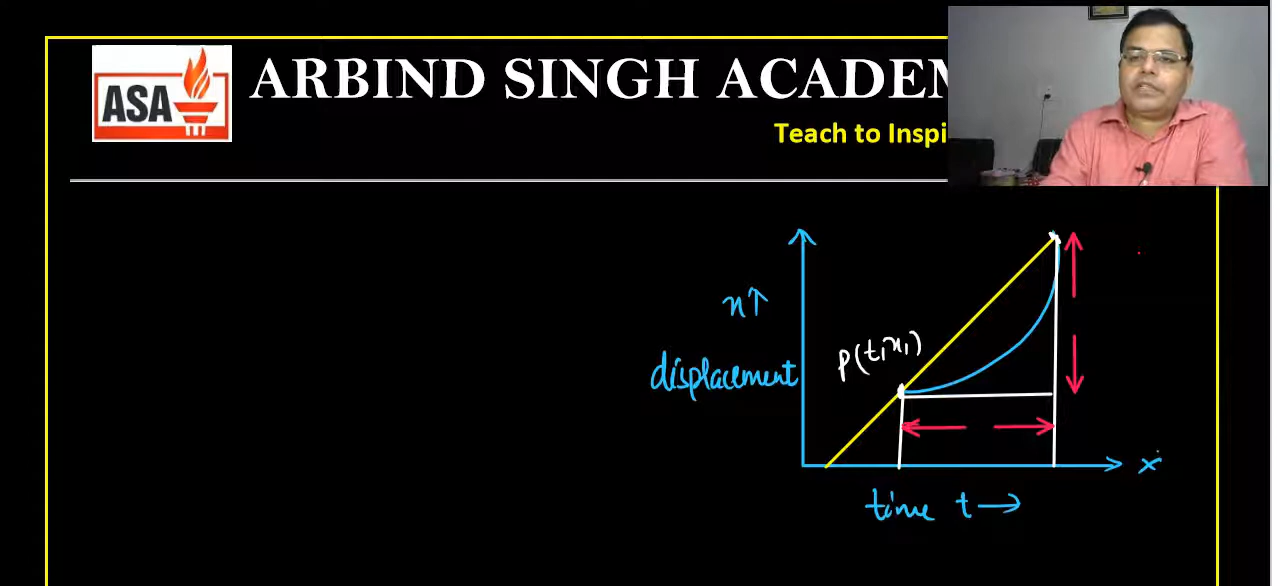 ASA
ARBIND SINGH ACADEM
Teach to Inspi
x↑
displacement
P(t₁x₁)
x
time t→